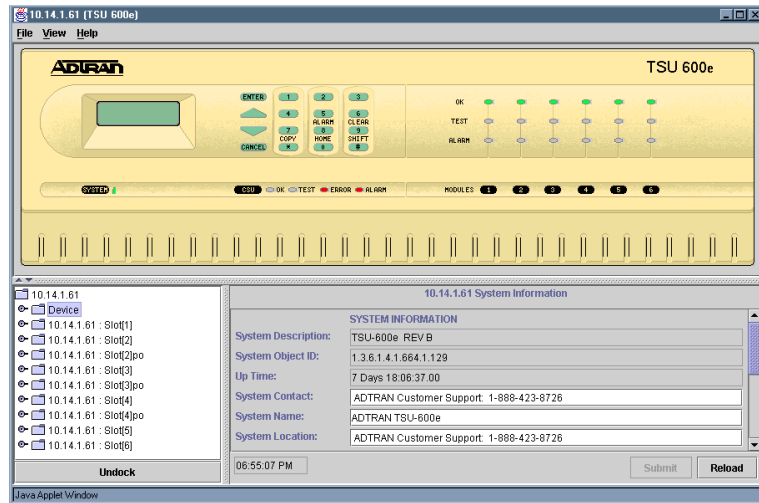 10.14.1.61 (TSU 600e)
File View Help
ADTRAN
TSU 600e
ENTER 1 2 3
4 5 6
ALARM CLEAR
7 8 9
COPY HOME SHIFT
CANCEL * 0 #
OK
TEST
ALARM
SYSTEM
CSU OK TEST ERROR ALARM
MODULES 1 2 3 4 5 6
10.14.1.61
Device
10.14.1.61 : Slot[1]
10.14.1.61 : Slot[2]
10.14.1.61 : Slot[2]po
10.14.1.61 : Slot[3]
10.14.1.61 : Slot[3]po
10.14.1.61 : Slot[4]
10.14.1.61 : Slot[4]po
10.14.1.61 : Slot[5]
10.14.1.61 : Slot[6]
Undock
10.14.1.61 System Information
SYSTEM INFORMATION
System Description: TSU-600e REV B
System Object ID: 1.3.6.1.4.1.664.1.129
Up Time: 7 Days 18:06:37.00
System Contact: ADTRAN Customer Support: 1-888-423-8726
System Name: ADTRAN TSU-600e
System Location: ADTRAN Customer Support: 1-888-423-8726
06:55:07 PM
Submit Reload
Java Applet Window